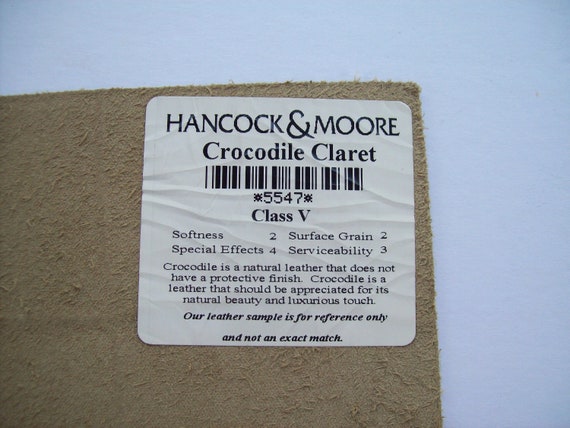 HANCOCK&MOORE
Crocodile Claret
*5547*
Class V
Softness 2 Surface Grain 2
Special Effects 4 Serviceability 3
Crocodile is a natural leather that does not
have a protective finish. Crocodile is a
leather that should be appreciated for its
natural beauty and luxurious touch.
Our leather sample is for reference only
and not an exact match.